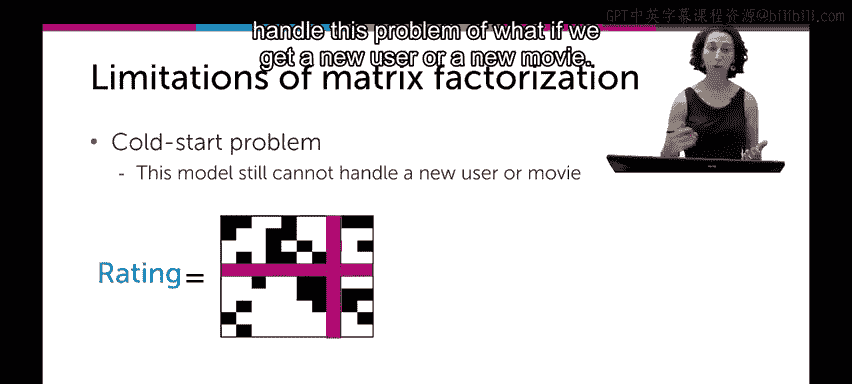 GPT中英字幕课程资源@bilibili.com
handle this problem of what if we
get a new user or a new movie.
Limitations of matrix factorization
• Cold-start problem
- This model still cannot handle a new user or movie
Rating =